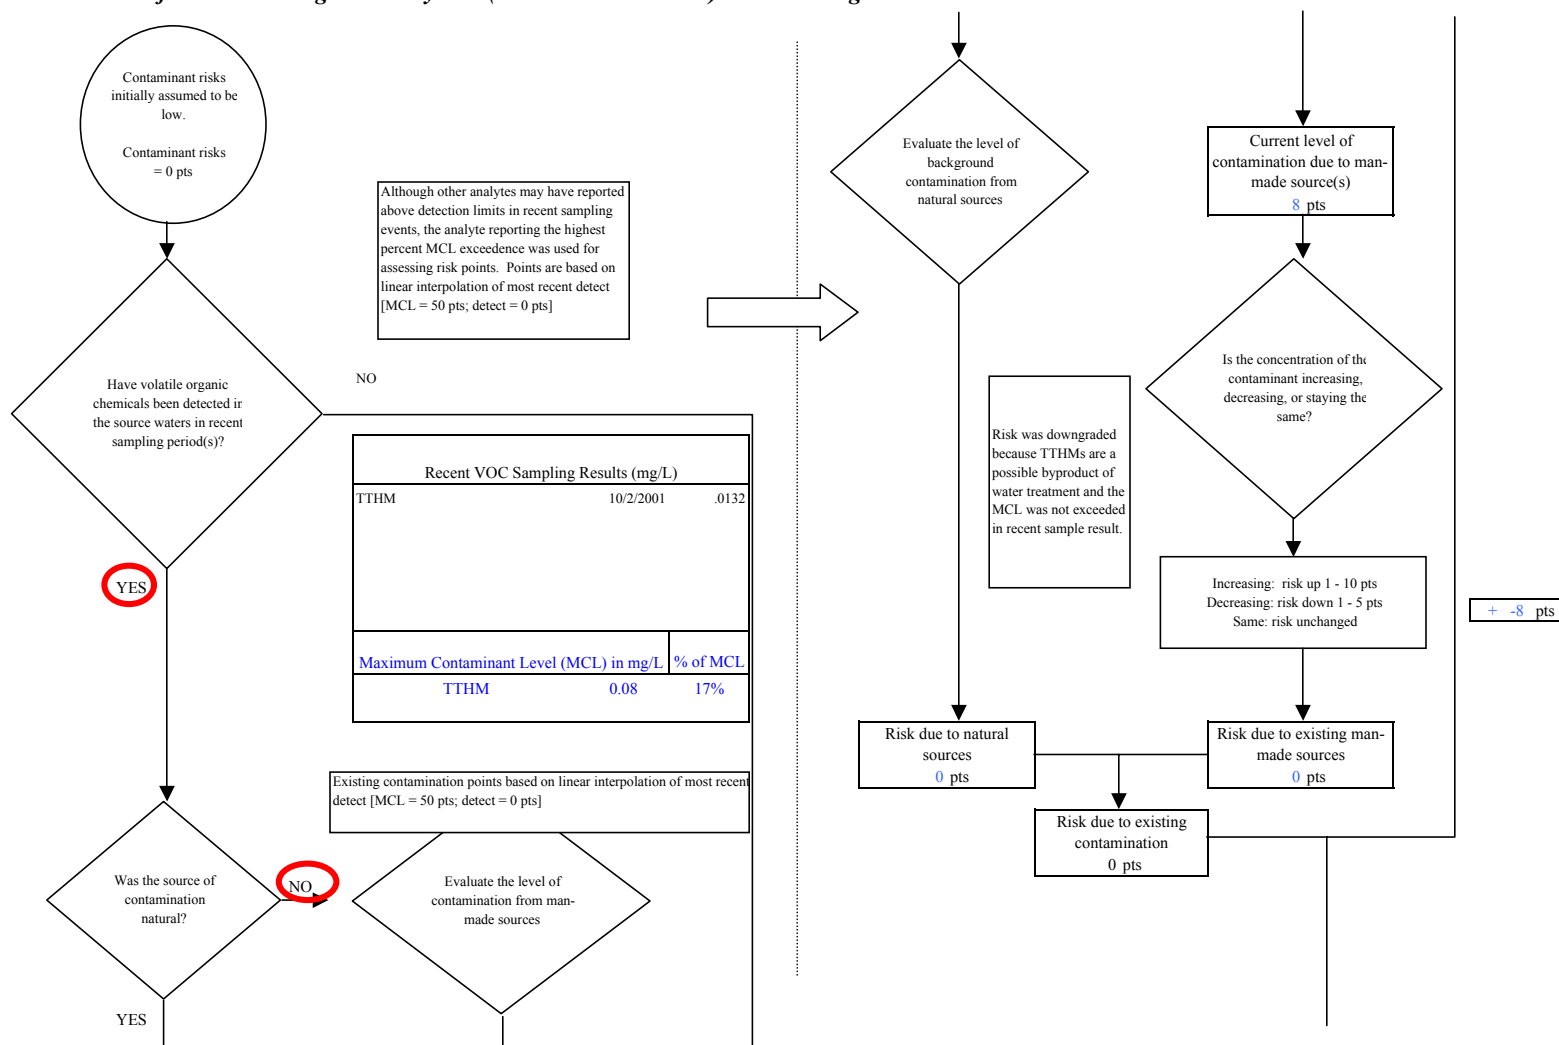 Contaminant risks
initially assumed to be
low.
Contaminant risks
= 0 pts
Although other analytes may have reported
above detection limits in recent sampling
events, the analyte reporting the highest
percent MCL exceedence was used for
assessing risk points. Points are based on
linear interpolation of most recent detect
[MCL = 50 pts; detect = 0 pts]
Have volatile organic
chemicals been detected in
the source waters in recent
sampling period(s)?
NO
Recent VOC Sampling Results (mg/L)
TTHM 10/2/2001 .0132
YES
Maximum Contaminant Level (MCL) in mg/L % of MCL
TTHM 0.08 17%
Existing contamination points based on linear interpolation of most recent
detect [MCL = 50 pts; detect = 0 pts]
Was the source of
contamination
natural?
NO
Evaluate the level of
contamination from man-
made sources
YES
Evaluate the level of
background
contamination from
natural sources
Current level of
contamination due to man-
made source(s)
8 pts
Is the concentration of the
contaminant increasing,
decreasing, or staying the
same?
Risk was downgraded
because TTHMs are a
possible byproduct of
water treatment and the
MCL was not exceeded
in recent sample result.
Increasing: risk up 1 - 10 pts
Decreasing: risk down 1 - 5 pts
Same: risk unchanged
+ -8 pts
Risk due to natural
sources
0 pts
Risk due to existing man-
made sources
0 pts
Risk due to existing
contamination
0 pts